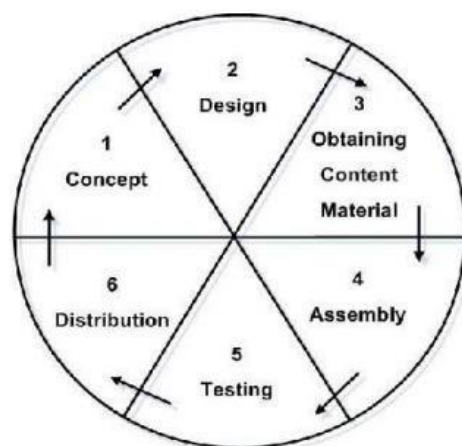 1
Concept
2
Design
3
Obtaining
Content
Material
4
Assembly
5
Testing
6
Distribution